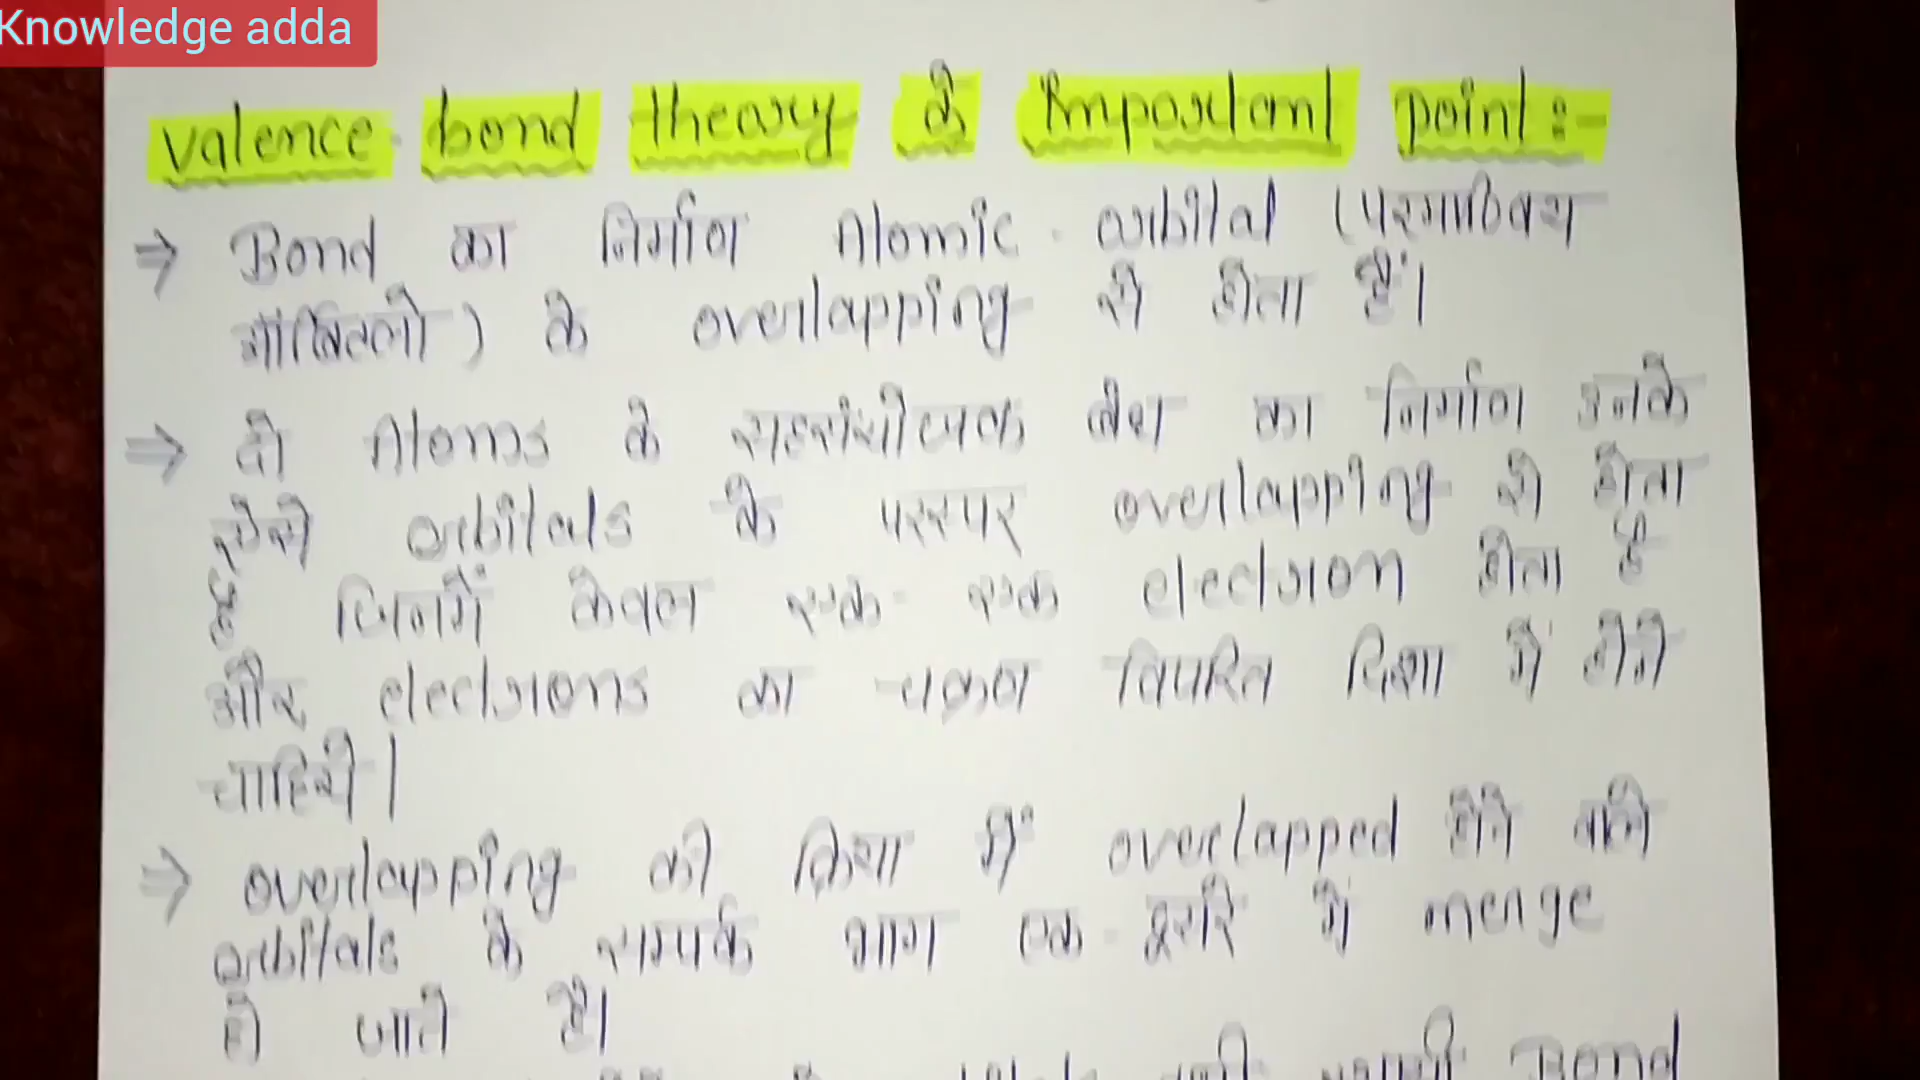 Knowledge adda
valence bond theory के Important point :-
⇒ Bond का निर्माण Atomic orbital (परमाण्विय
ऑर्बिटलो) के overlapping से होता हैं।
⇒ दो Atoms के सहसंयोजक बंध का निर्माण उनके
ऐसे orbitals के परस्पर overlapping से होता
है जिनमें केवल एक एक electron होता है
और electrons का चक्रण विपरित दिशा में होने
चाहिये।
⇒ overlapping की क्रिया में overlapped होने वाले
orbitals के सम्पर्क भाग एक-दूसरे में merge
हो जाते है।
Bond